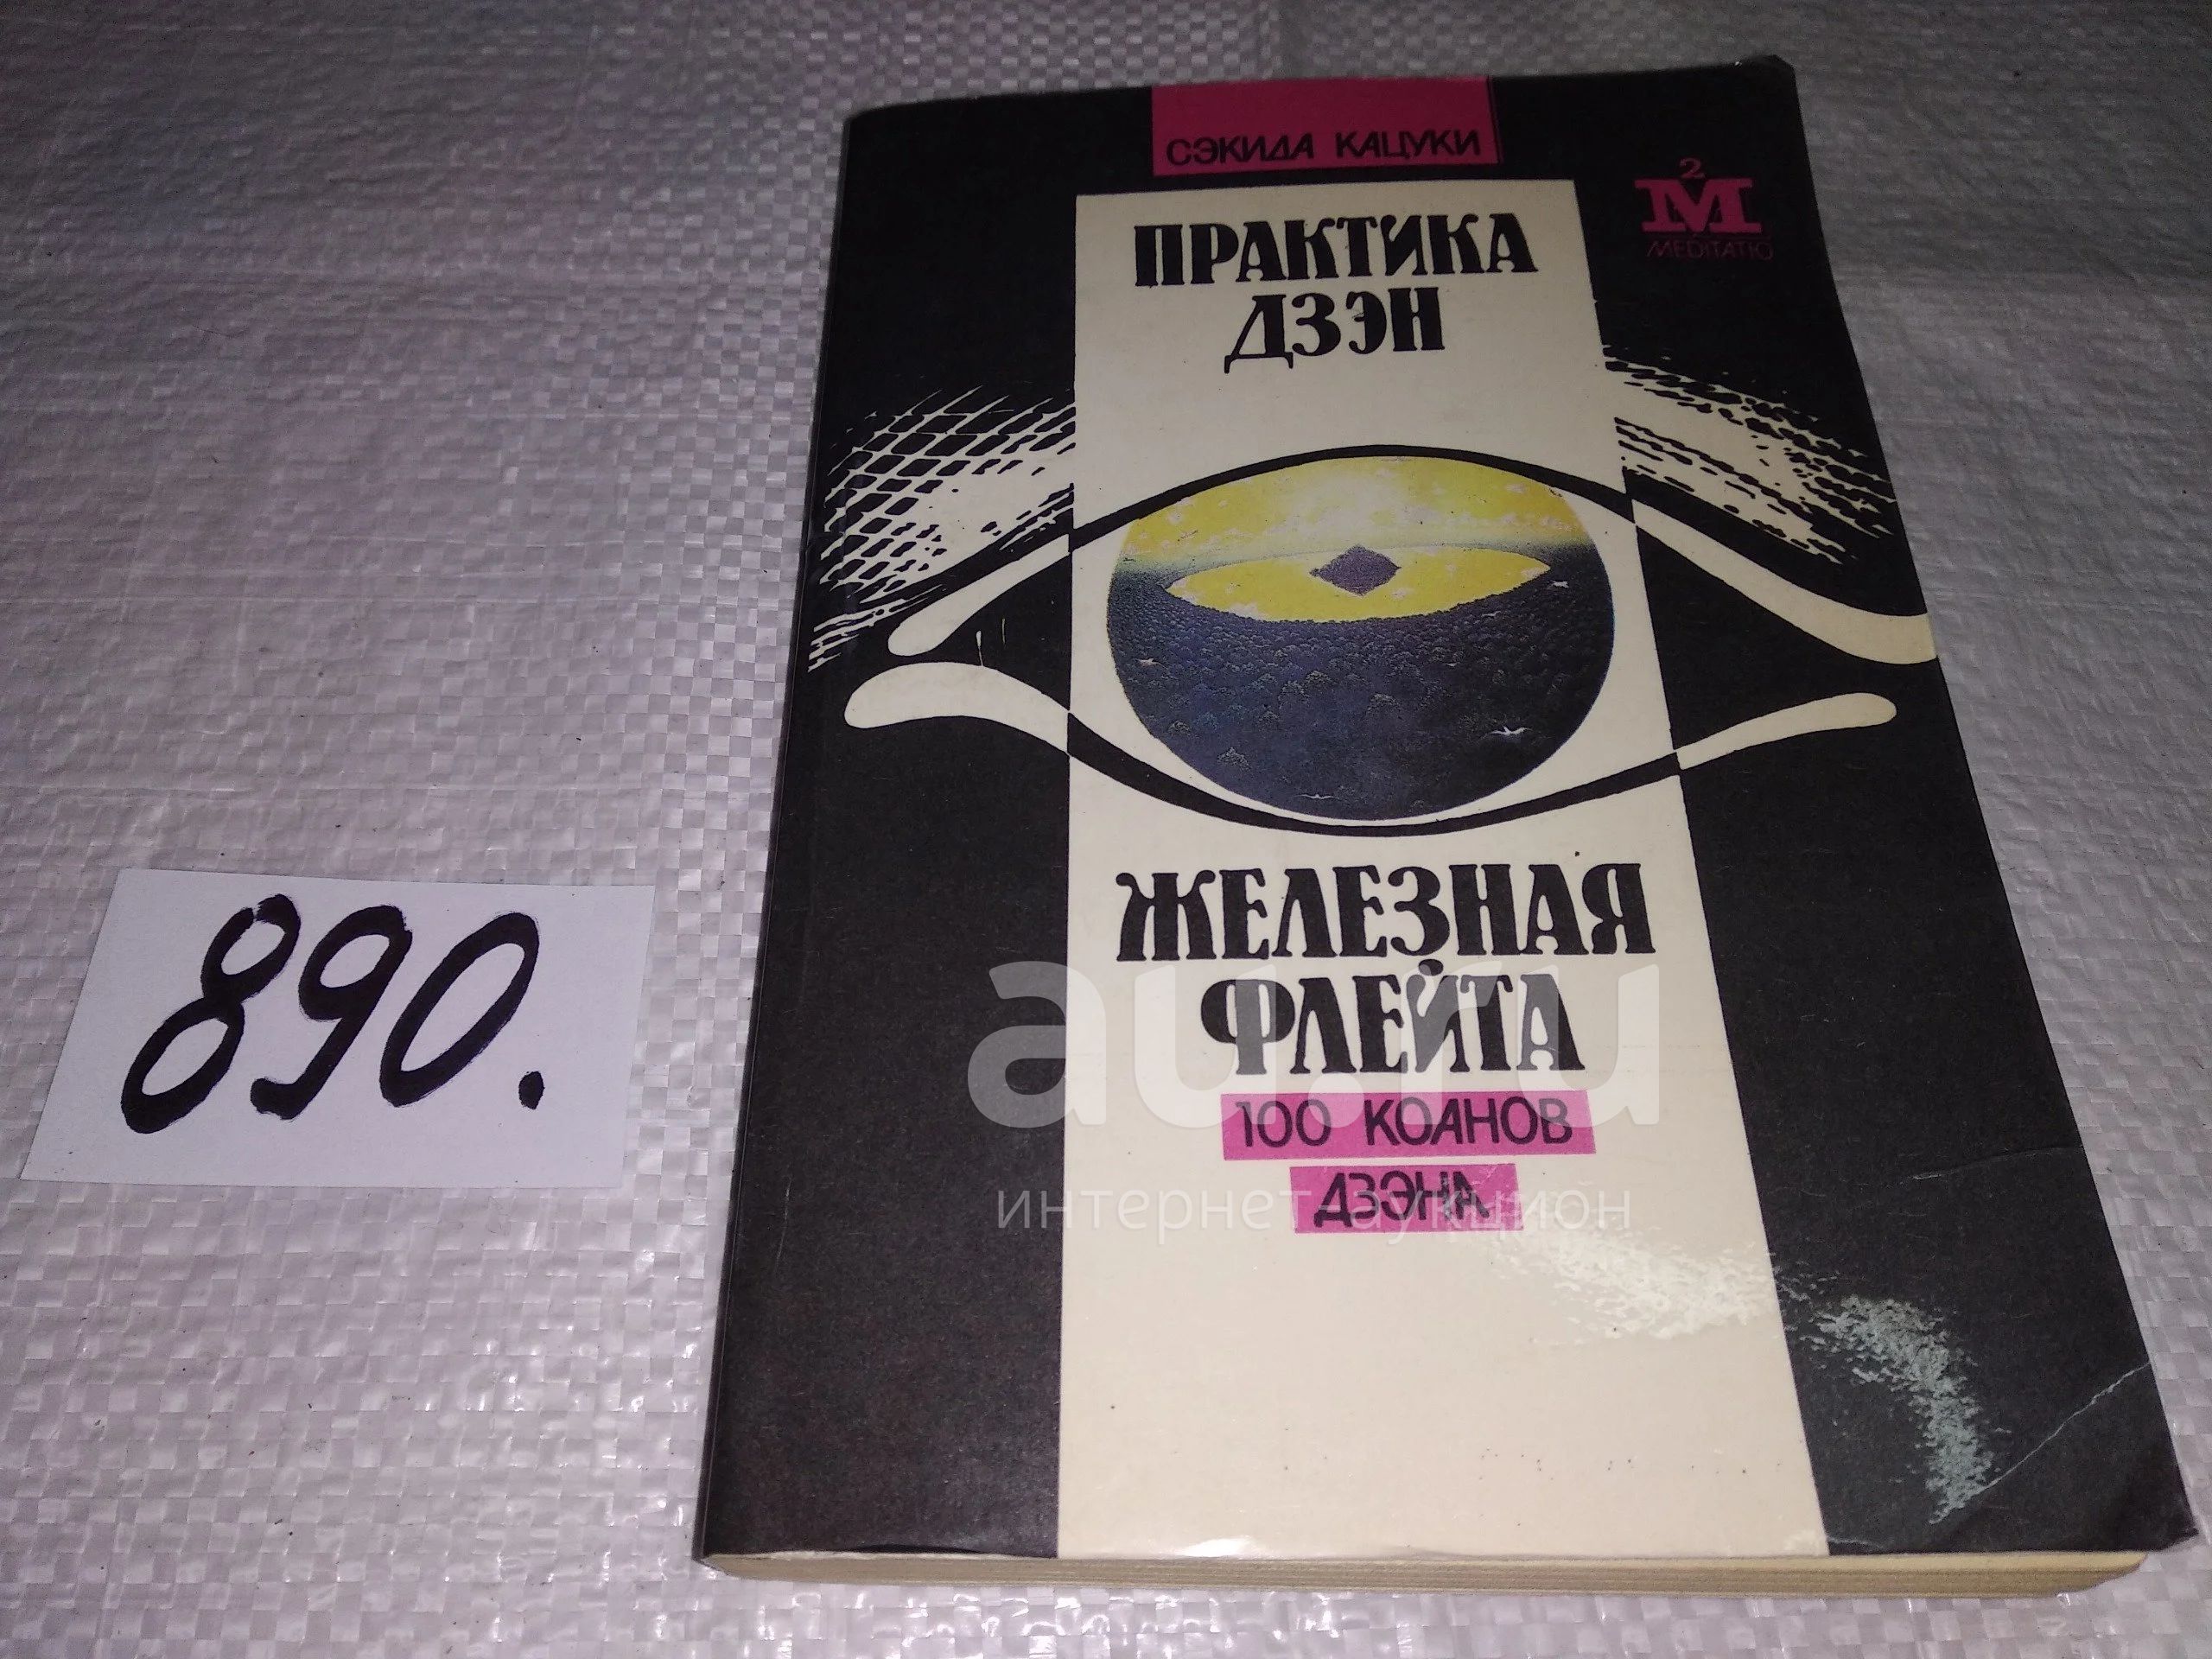 СЭКИДА КАЦУКИ
2
М
MEDITATIO
ПРАКТИКА
ДЗЭН
ЖЕЛЕЗНАЯ
ФЛЕЙТА
100 КОАНОВ
ДЗЭНА
au.ru
интернет аукцион
890.